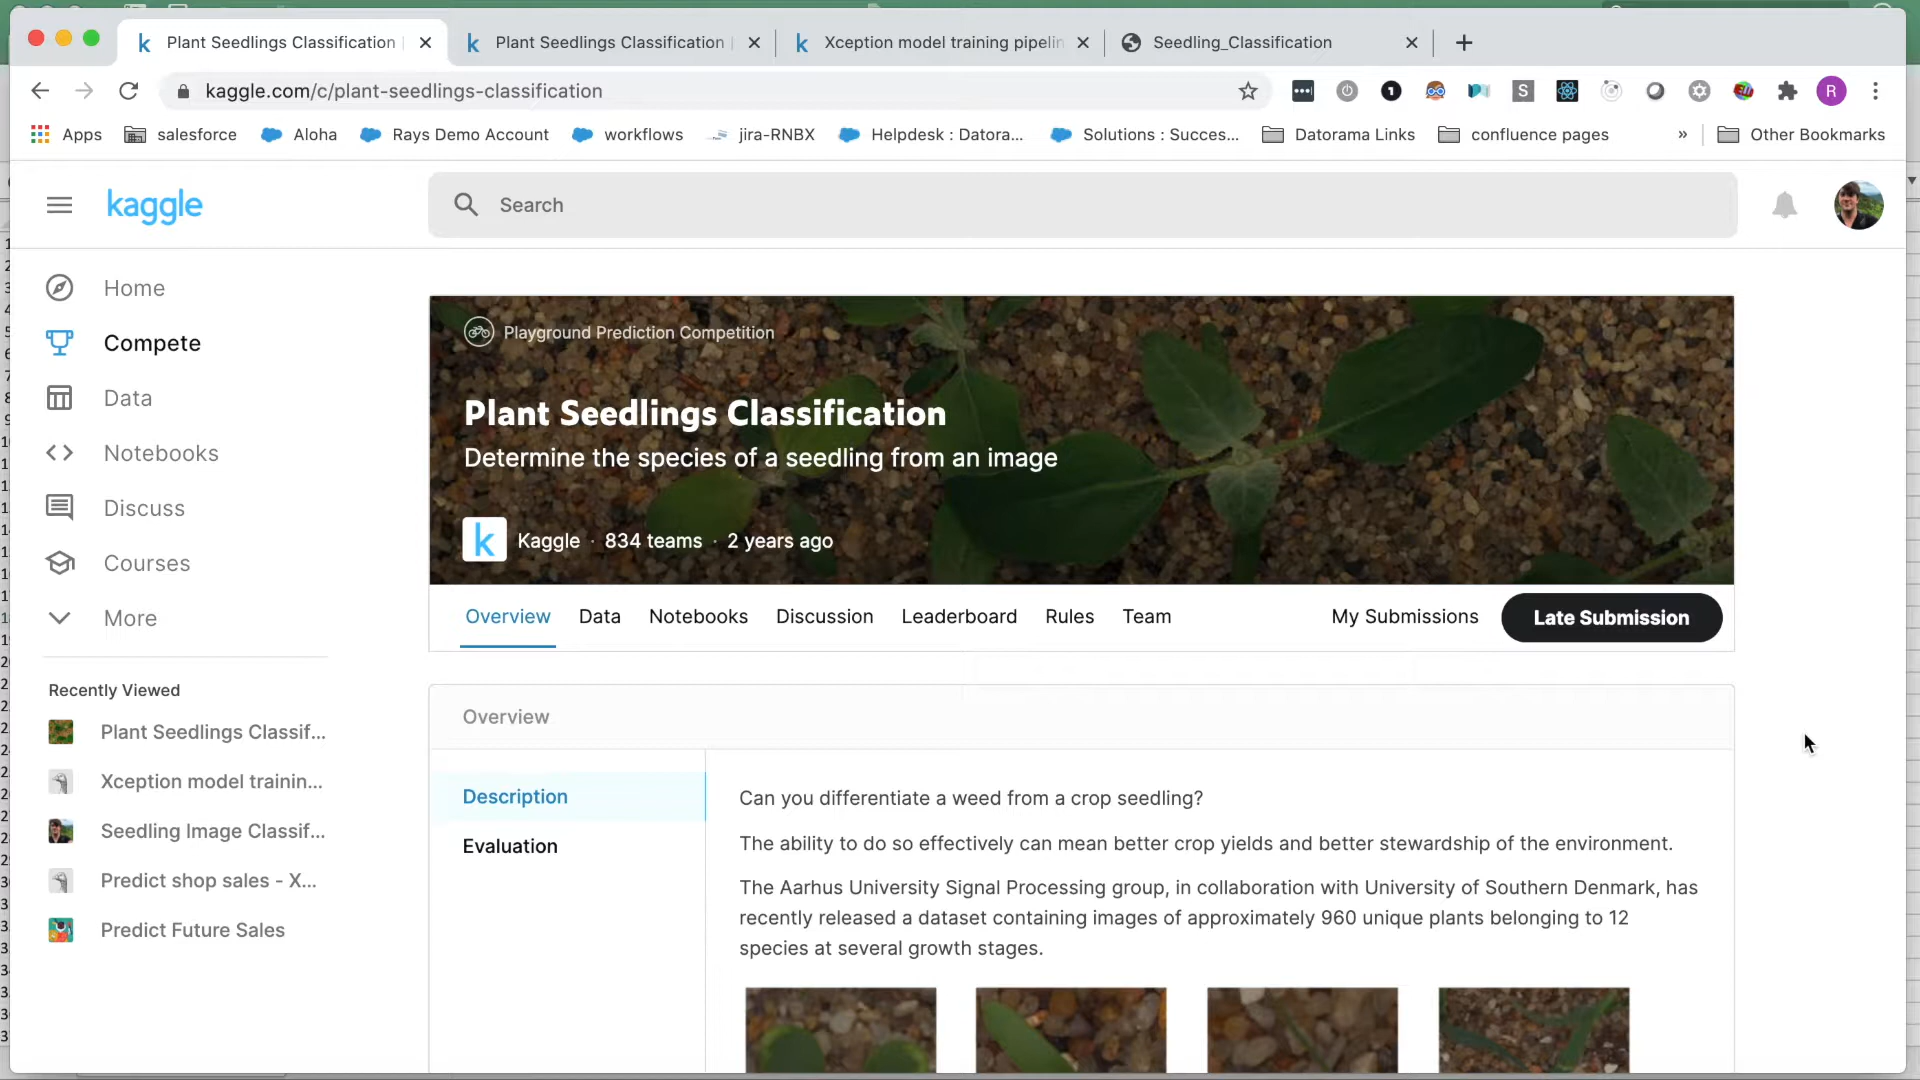 Plant Seedlings Classification
Plant Seedlings Classification
Xception model training pipelin
Seedling_Classification
kaggle.com/c/plant-seedlings-classification
R
Apps
salesforce
Aloha
Rays Demo Account
workflows
jira-RNBX
Helpdesk : Datora...
Solutions : Succes...
Datorama Links
confluence pages
»
Other Bookmarks
kaggle
Search
Home
Compete
Data
Notebooks
Discuss
Courses
More
Recently Viewed
Plant Seedlings Classif...
Xception model trainin...
Seedling Image Classif...
Predict shop sales - X...
Predict Future Sales
Playground Prediction Competition
Plant Seedlings Classification
Determine the species of a seedling from an image
k
Kaggle · 834 teams · 2 years ago
Overview
Data
Notebooks
Discussion
Leaderboard
Rules
Team
My Submissions
Late Submission
Overview
Description
Evaluation
Can you differentiate a weed from a crop seedling?
The ability to do so effectively can mean better crop yields and better stewardship of the environment.
The Aarhus University Signal Processing group, in collaboration with University of Southern Denmark, has
recently released a dataset containing images of approximately 960 unique plants belonging to 12
species at several growth stages.